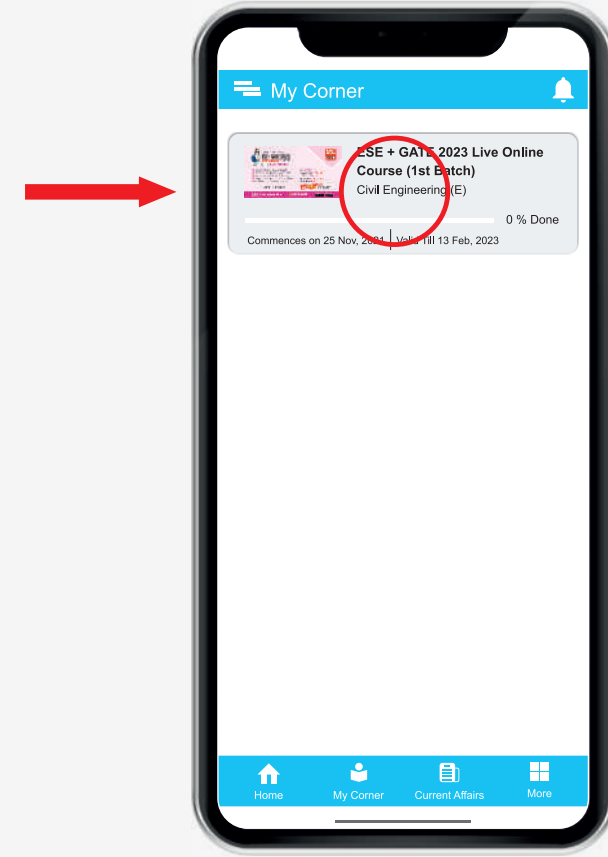 My Corner
ESE + GATE 2023 Live Online
Course (1st Batch)
Civil Engineering (E)
0 % Done
Commences on 25 Nov, 2021 | Valid Till 13 Feb, 2023
Home
My Corner
Current Affairs
More